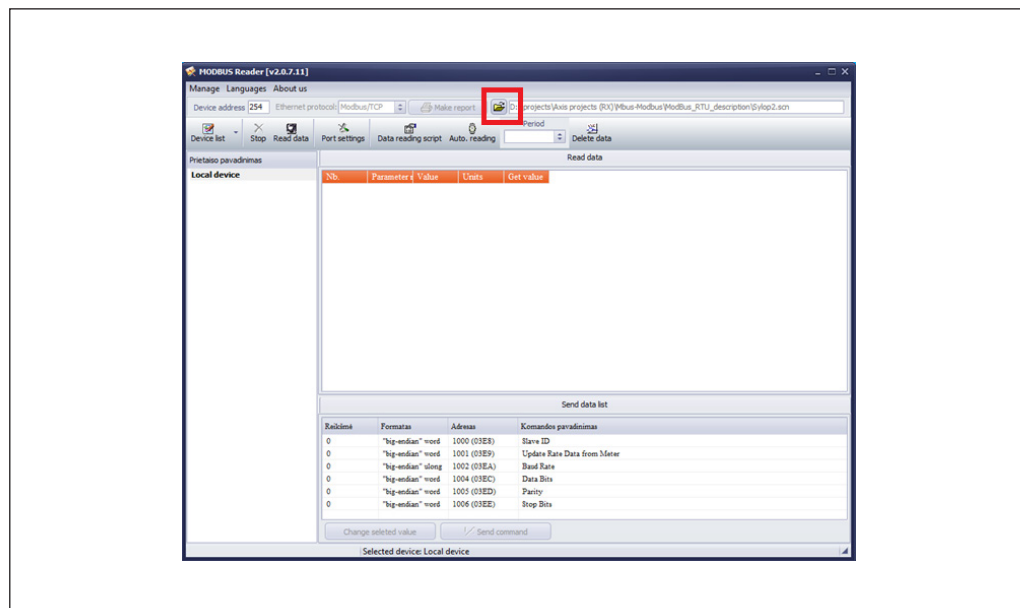 MODBUS Reader [v2.0.7.11]
Manage Languages About us
Device address 254 Ethernet protocol: Modbus/TCP Make report projects\Axis projects (RX)\Mbus-Modbus\ModBus_RTU_description\Sylop2.scn
Device list Stop Read data Port settings Data reading script Auto. reading Period Delete data
Prietaiso pavadinimas Read data
Local device Nb. Parameter Value Units Get value
Send data list
Reikšmė Formatas Adresas Komandos pavadinimas
0 "big-endian" word 1000 (03E8) Slave ID
0 "big-endian" word 1001 (03E9) Update Rate Data from Meter
0 "big-endian" ulong 1002 (03EA) Baud Rate
0 "big-endian" word 1004 (03EC) Data Bits
0 "big-endian" word 1005 (03ED) Parity
0 "big-endian" word 1006 (03EE) Stop Bits
Change seleted value Send command
Selected device: Local device